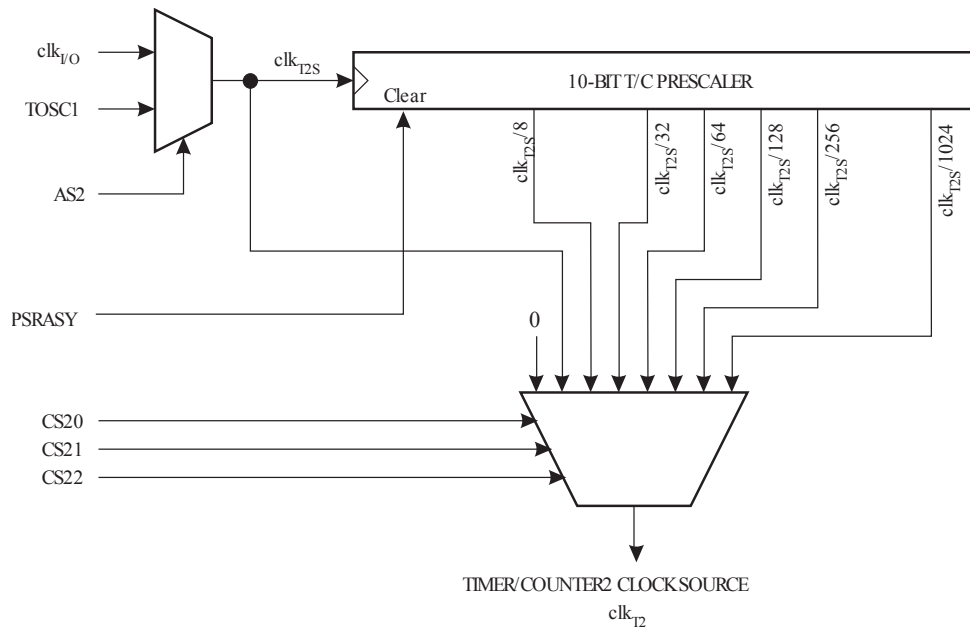 clkI/O
clkT2S
10-BIT T/C PRESCALER
TOSC1
Clear
clkT2S/8
clkT2S/32
clkT2S/64
clkT2S/128
clkT2S/256
clkT2S/1024
AS2
PSRASY
0
CS20
CS21
CS22
TIMER/COUNTER2 CLOCK SOURCE
clkT2